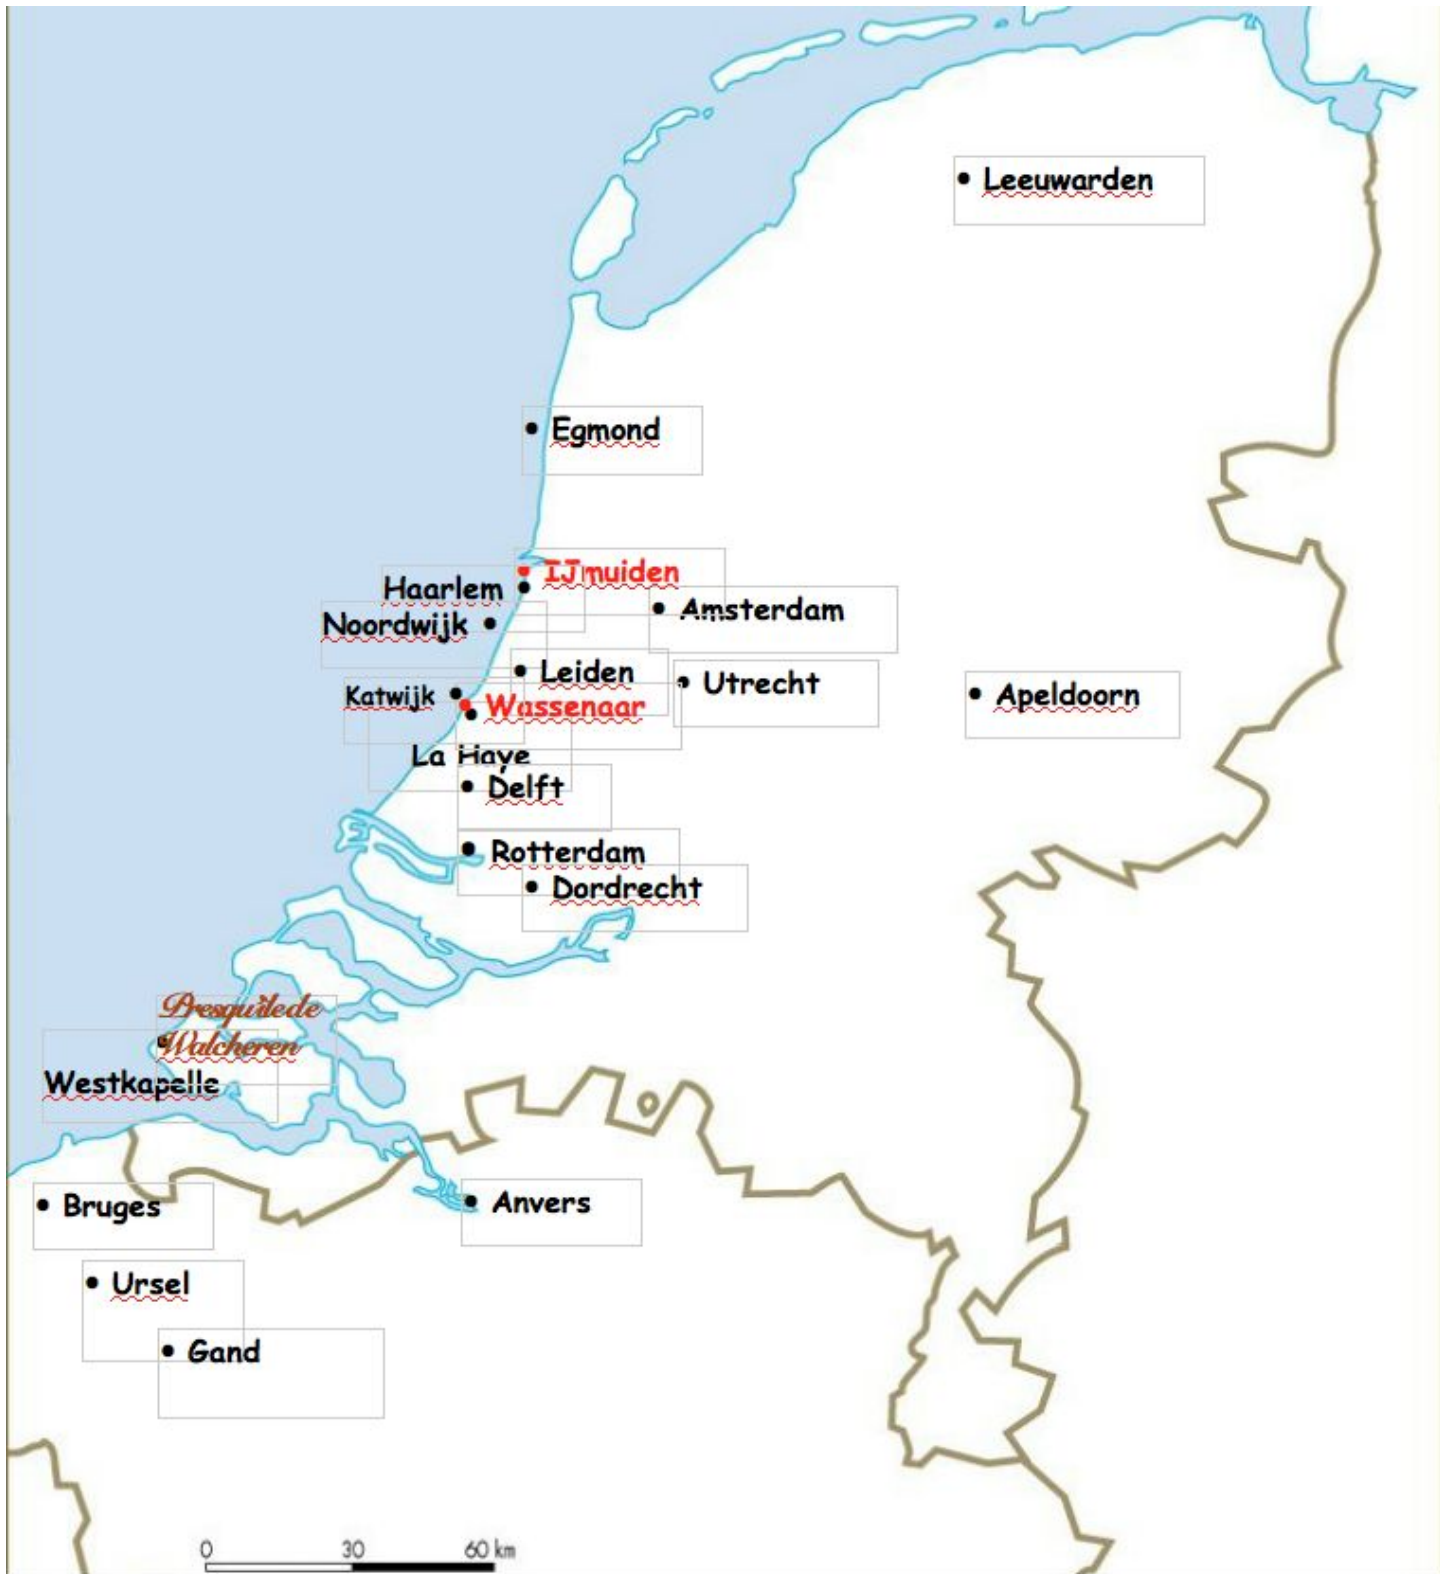 Leeuwarden
Egmond
IJmuiden
Haarlem
Amsterdam
Noordwijk
Leiden
Utrecht
Katwijk
Wassenaar
Apeldoorn
La Haye
Delft
Rotterdam
Dordrecht
Presqu'île de
Walcheren
Westkapelle
Bruges
Anvers
Ursel
Gand
0 30 60 km